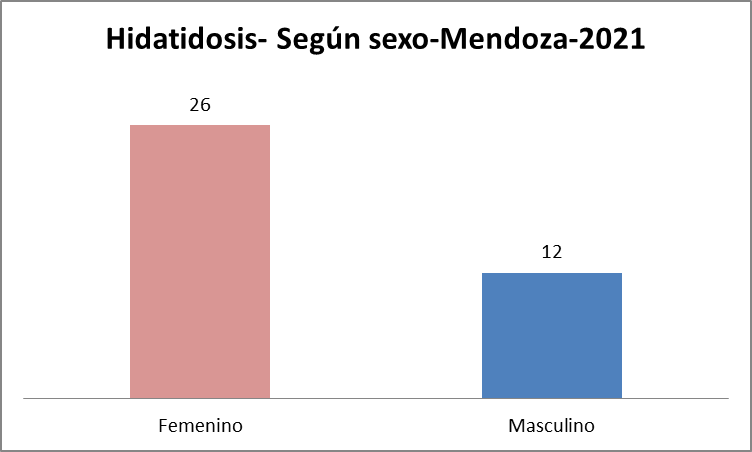 Hidatidosis- Según sexo-Mendoza-2021
26
12
Femenino
Masculino